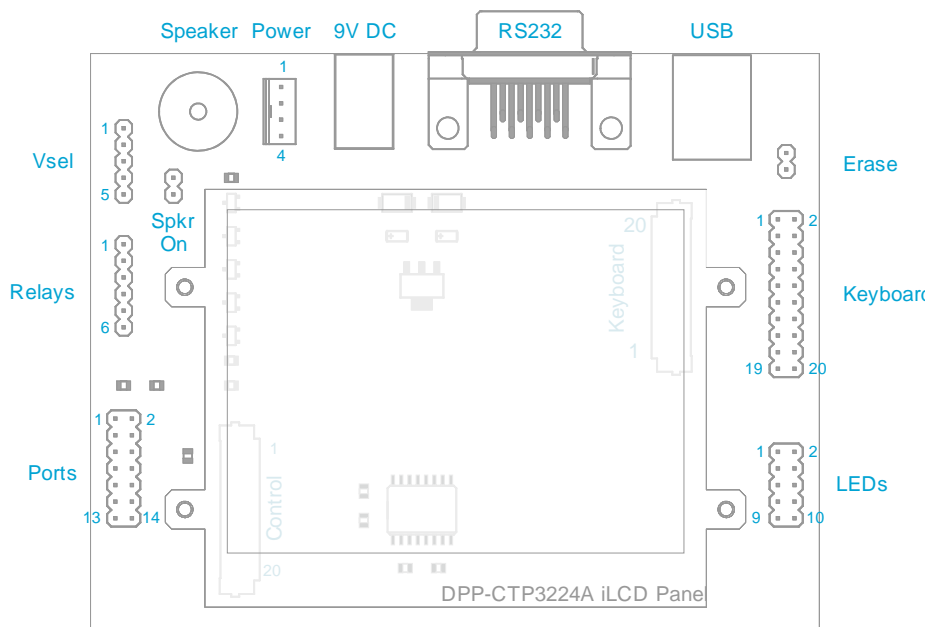 Speaker Power 9V DC RS232 USB
1
1
4
Vsel
Erase
5
Spkr
On
1 2
20
1
Relays
Keyboard
Keyboar
6
1
19 20
1 2
1
1 2
Ports
Control
LEDs
13 14
9 10
20
DPP-CTP3224A iLCD Panel